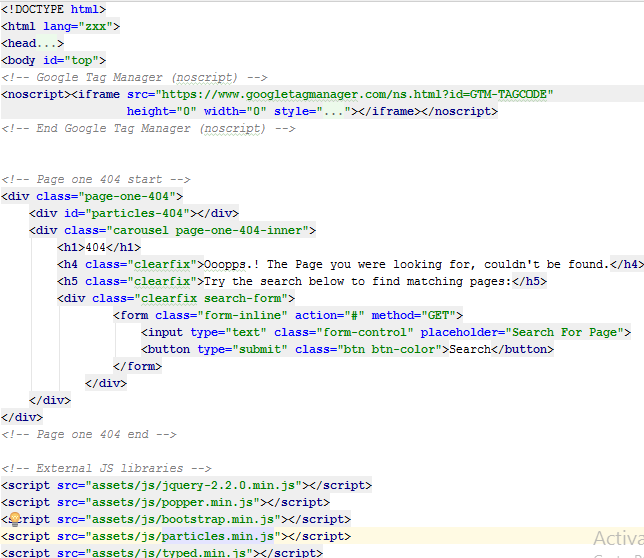 <!DOCTYPE html>
<html lang="zxx">
<head...>
<body id="top">
<!-- Google Tag Manager (noscript) -->
<noscript><iframe src="https://www.googletagmanager.com/ns.html?id=GTM-TAGCODE"
height="0" width="0" style="..."></iframe></noscript>
<!-- End Google Tag Manager (noscript) -->
<!-- Page one 404 start -->
<div class="page-one-404">
<div id="particles-404"></div>
<div class="carousel page-one-404-inner">
<h1>404</h1>
<h4 class="clearfix">Ooopps.! The Page you were looking for, couldn't be found.</h4>
<h5 class="clearfix">Try the search below to find matching pages:</h5>
<div class="clearfix search-form">
<form class="form-inline" action="#" method="GET">
<input type="text" class="form-control" placeholder="Search For Page">
<button type="submit" class="btn btn-color">Search</button>
</form>
</div>
</div>
</div>
<!-- Page one 404 end -->
<!-- External JS libraries -->
<script src="assets/js/jquery-2.2.0.min.js"></script>
<script src="assets/js/popper.min.js"></script>
<script src="assets/js/bootstrap.min.js"></script>
<script src="assets/js/particles.min.js"></script>
<script src="assets/js/typed.min.js"></script>
Activa